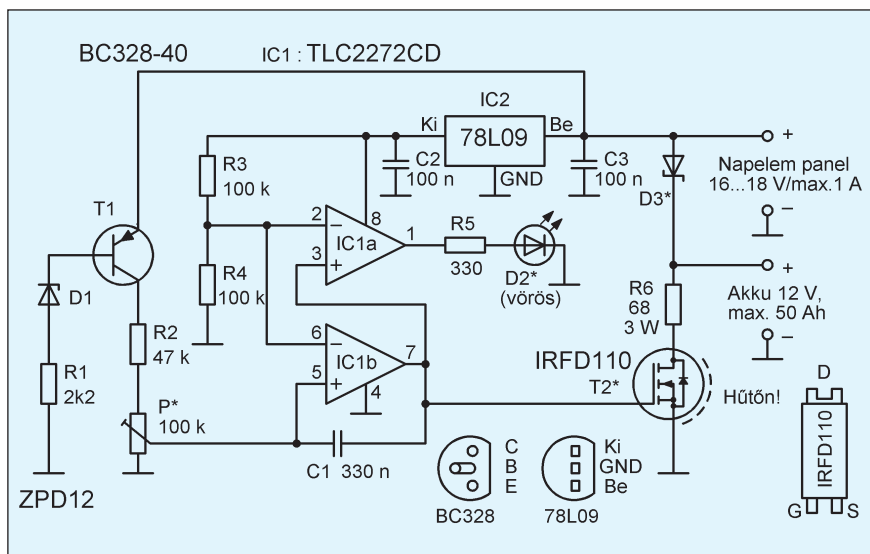 BC328-40
IC1 : TLC2272CD
IC2
Ki
78L09
Be
GND
C2
100 n
C3
100 n
+
Napelem panel
16...18 V/max.1 A
–
D3*
R3
100 k
T1
2
–
8
3
+
IC1a
1
R5
330
D2*
(vörös)
R4
100 k
+
Akku 12 V,
max. 50 Ah
–
R6
68
3 W
D1
R2
47 k
6
–
5
+
IC1b
7
4
IRFD110
T2*
Hűtőn!
R1
2k2
P*
100 k
C1
330 n
ZPD12
C
B
E
BC328
Ki
GND
Be
78L09
D
IRFD110
G
S